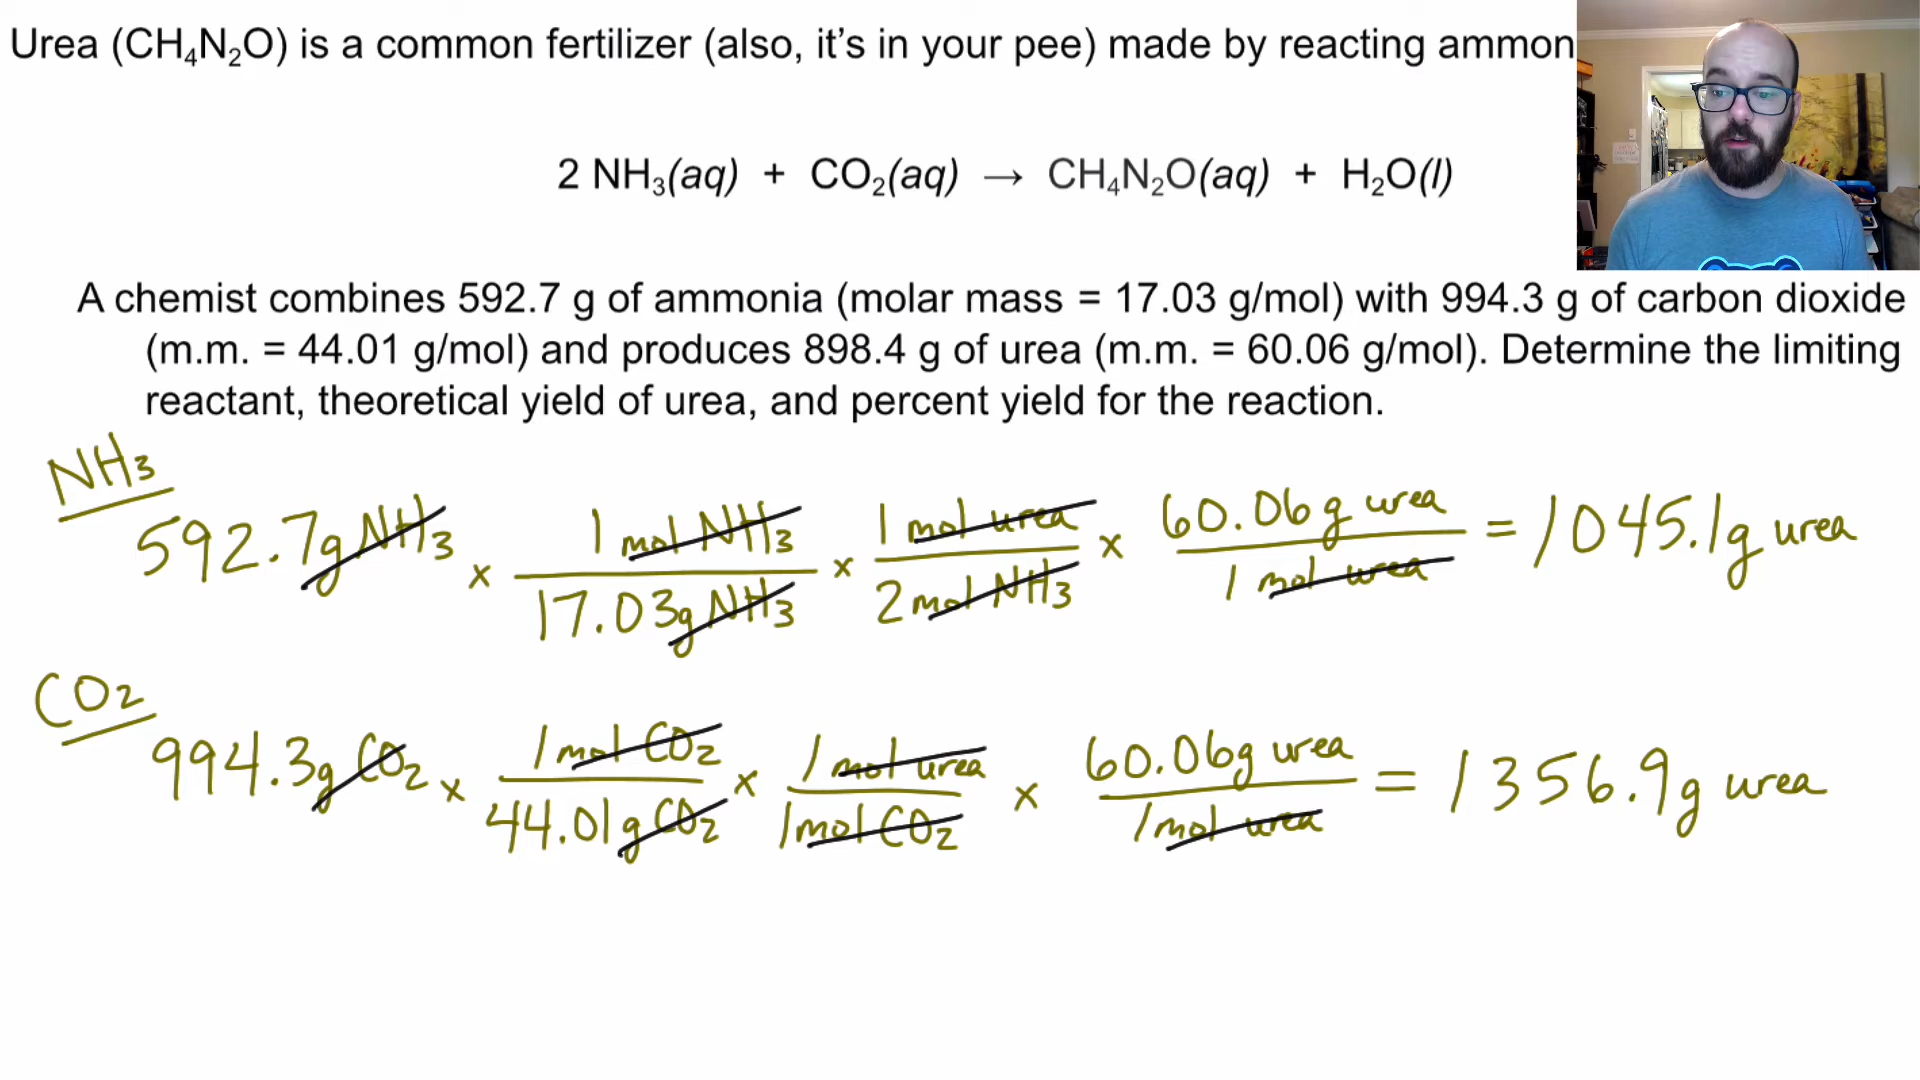 Urea (CH₄N₂O) is a common fertilizer (also, it’s in your pee) made by reacting ammon
2 NH₃(aq) + CO₂(aq) → CH₄N₂O(aq) + H₂O(l)
A chemist combines 592.7 g of ammonia (molar mass = 17.03 g/mol) with 994.3 g of carbon dioxide
(m.m. = 44.01 g/mol) and produces 898.4 g of urea (m.m. = 60.06 g/mol). Determine the limiting
reactant, theoretical yield of urea, and percent yield for the reaction.
NH₃
592.7g NH₃ x 1 mol NH₃ / 17.03g NH₃ x 1 mol urea / 2 mol NH₃ x 60.06g urea / 1 mol urea = 1045.1g urea
CO₂
994.3g CO₂ x 1 mol CO₂ / 44.01g CO₂ x 1 mol urea / 1 mol CO₂ x 60.06g urea / 1 mol urea = 1356.9g urea